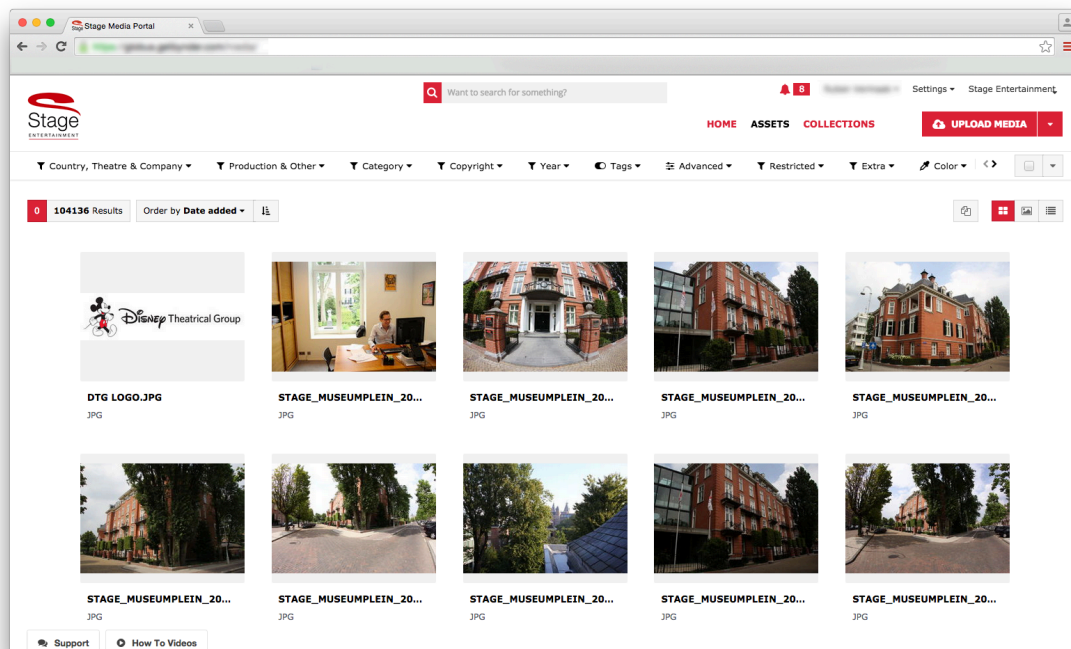 Stage Media Portal
Want to search for something?
8
Settings
Stage Entertainment
Stage
ENTERTAINMENT
HOME ASSETS COLLECTIONS
UPLOAD MEDIA
Country, Theatre & Company
Production & Other
Category
Copyright
Year
Tags
Advanced
Restricted
Extra
Color
0 104136 Results
Order by Date added
Disney Theatrical Group
DTG LOGO.JPG
STAGE_MUSEUMPLEIN_20...
STAGE_MUSEUMPLEIN_20...
STAGE_MUSEUMPLEIN_20...
STAGE_MUSEUMPLEIN_20...
JPG
JPG
JPG
JPG
JPG
STAGE_MUSEUMPLEIN_20...
STAGE_MUSEUMPLEIN_20...
STAGE_MUSEUMPLEIN_20...
STAGE_MUSEUMPLEIN_20...
STAGE_MUSEUMPLEIN_20...
JPG
JPG
JPG
JPG
JPG
Support
How To Videos